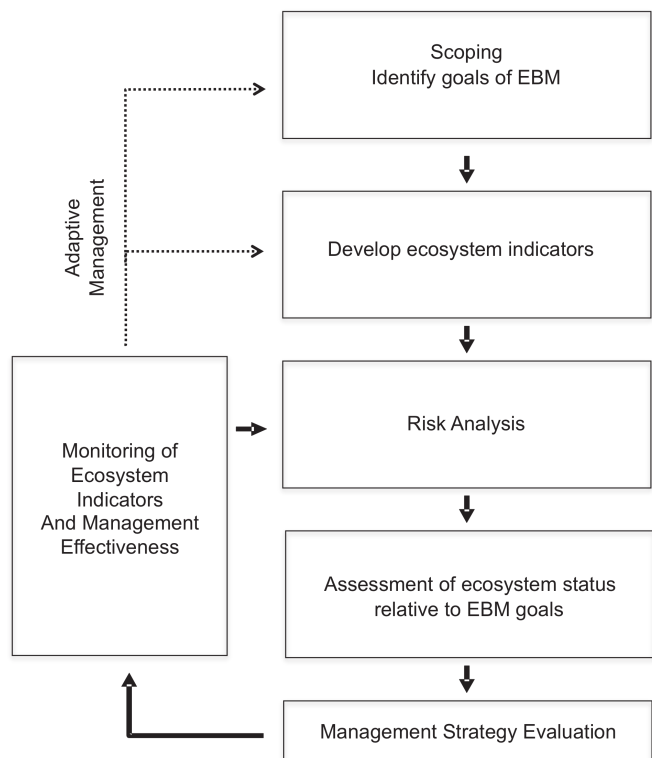 Scoping
Identify goals of EBM
Adaptive
Management
Develop ecosystem indicators
Risk Analysis
Monitoring of
Ecosystem
Indicators
And Management
Effectiveness
Assessment of ecosystem status
relative to EBM goals
Management Strategy Evaluation